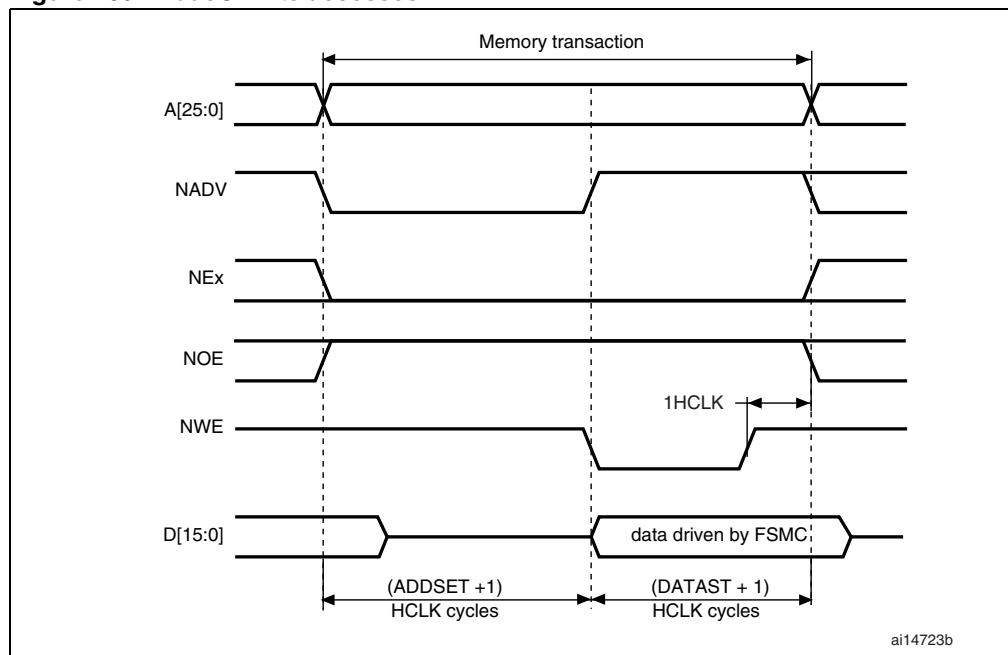 Memory transaction
A[25:0]
NADV
NEx
NOE
1HCLK
NWE
D[15:0]
data driven by FSMC
(ADDSET +1)
(DATAST + 1)
HCLK cycles
HCLK cycles
ai14723b